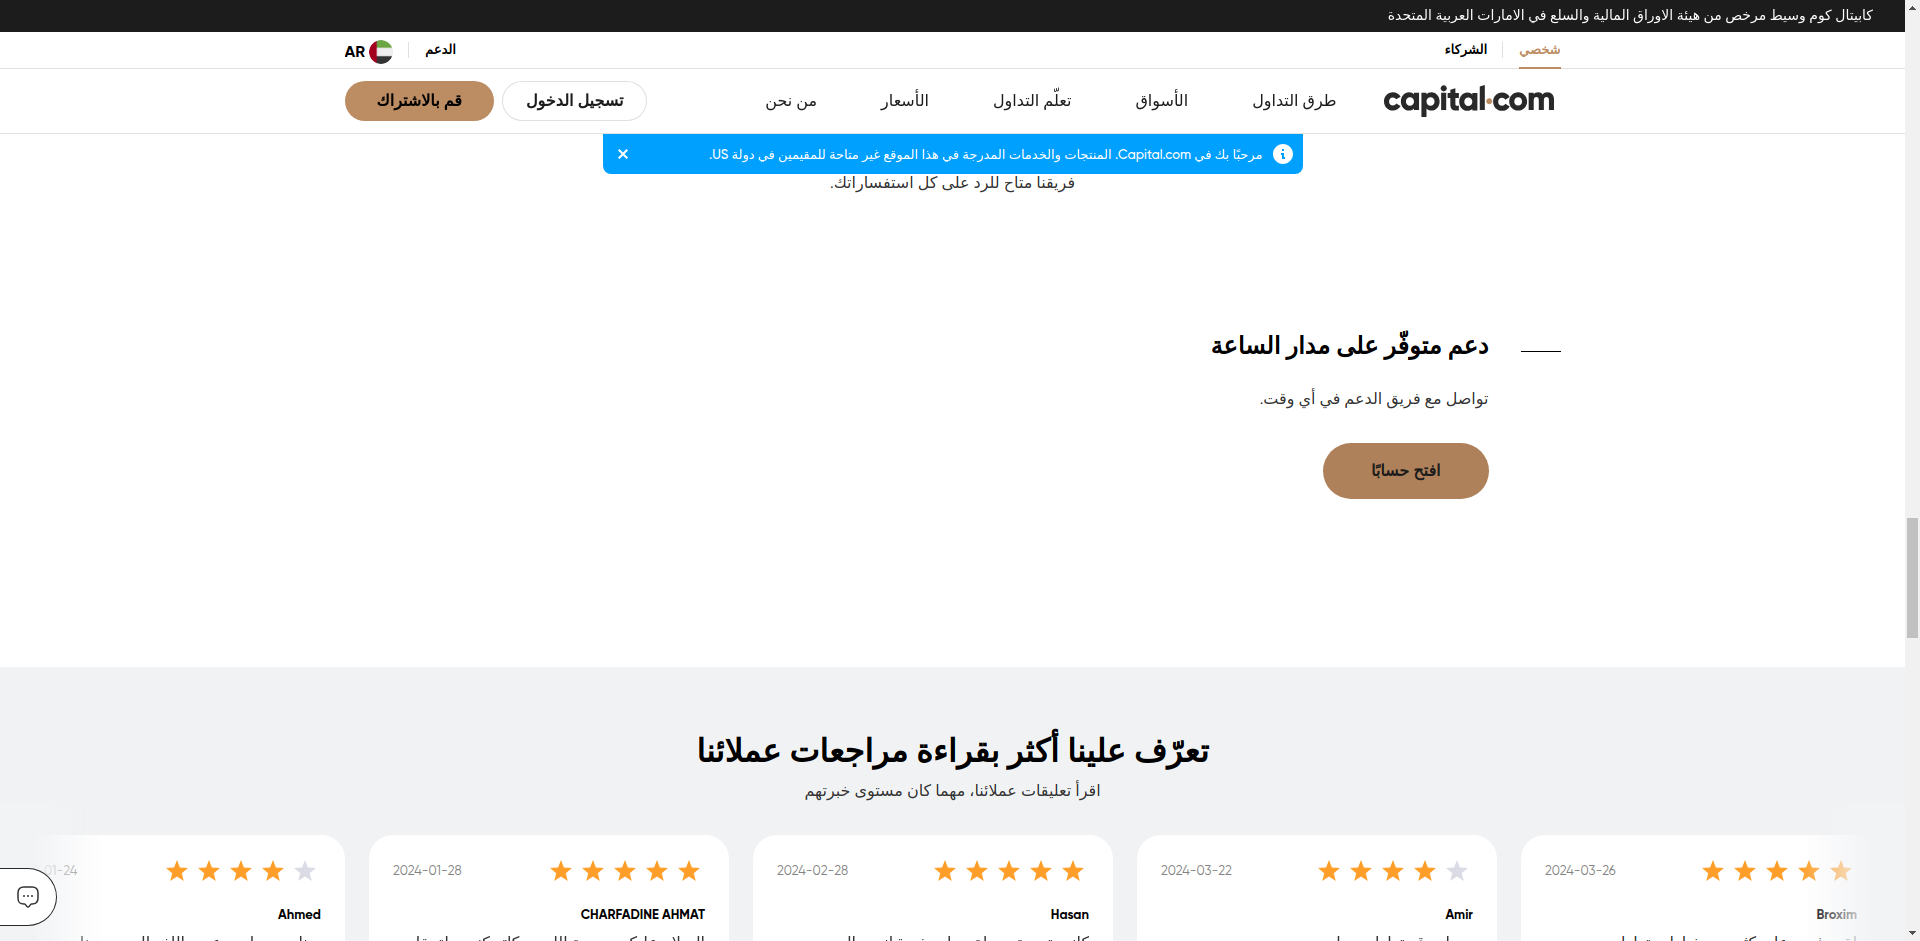 كابيتال كوم وسيط مرخص من هيئة الاوراق المالية والسلع في الامارات العربية المتحدة
شخصي
الشركاء
الدعم
AR
capital.com
طرق التداول
الأسواق
تعلّم التداول
الأسعار
من نحن
تسجيل الدخول
قم بالاشتراك
مرحبًا بك في Capital.com. المنتجات والخدمات المدرجة في هذا الموقع غير متاحة للمقيمين في دولة US.
فريقنا متاح للرد على كل استفساراتك.
دعم متوفّر على مدار الساعة
تواصل مع فريق الدعم في أي وقت.
افتح حسابًا
تعرّف علينا أكثر بقراءة مراجعات عملائنا
اقرأ تعليقات عملائنا، مهما كان مستوى خبرتهم
2024-03-26
Broxim
2024-03-22
Amir
2024-02-28
Hasan
2024-01-28
CHARFADINE AHMAT
01-24
Ahmed